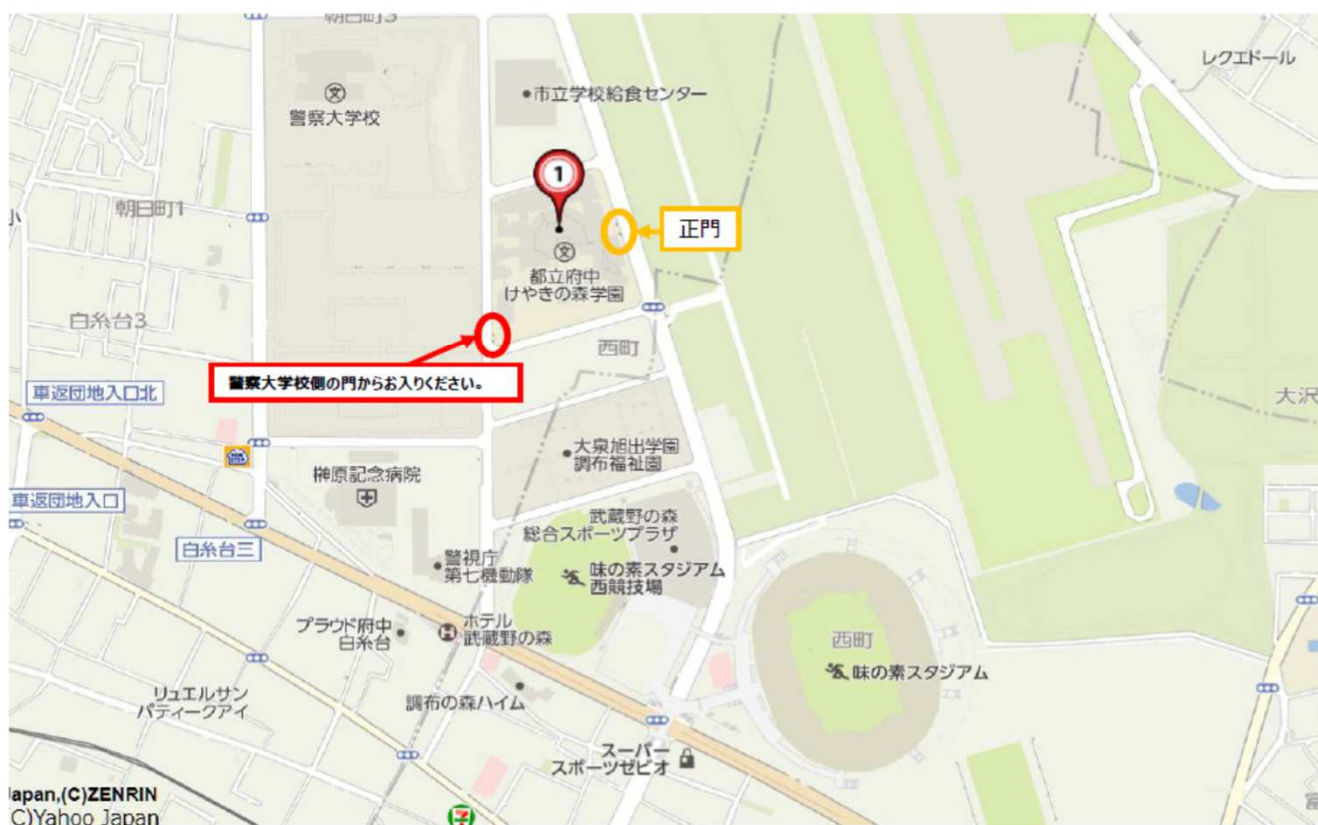 朝日町3
レクエドール
警察大学校
市立学校給食センター
1
朝日町1
正門
都立府中
けやきの森学園
白糸台3
西町
警察大学校側の門からお入りください。
車返団地入口北
大沢
大泉旭出学園
調布福祉園
榊原記念病院
車返団地入口
武蔵野の森
総合スポーツプラザ
白糸台三
警視庁
第七機動隊
味の素スタジアム
西競技場
プラウド府中
白糸台
ホテル
武蔵野の森
西町
味の素スタジアム
リュエルサン
パティークアイ
調布の森ハイム
スーパー
スポーツゼビオ
Japan,(C)ZENRIN
C)Yahoo Japan